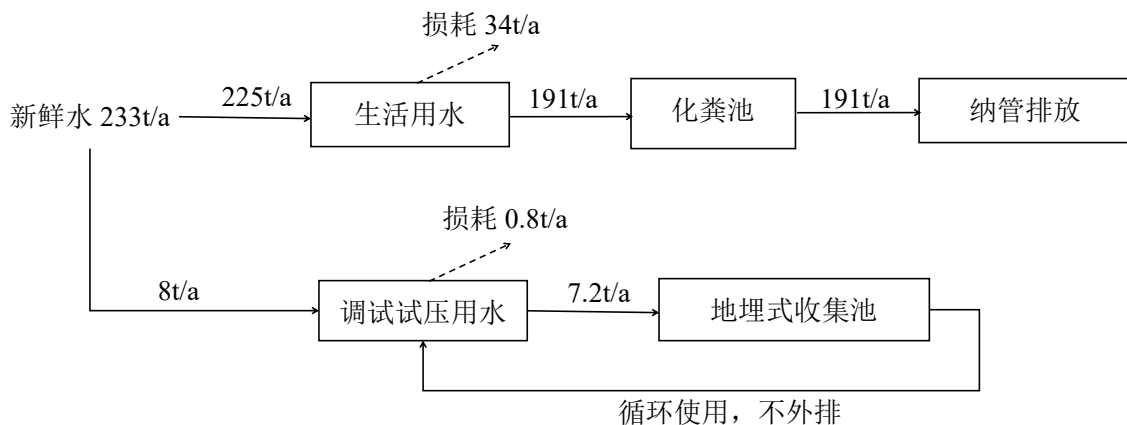 损耗 34t/a
新鲜水 233t/a
225t/a
生活用水
191t/a
化粪池
191t/a
纳管排放
损耗 0.8t/a
8t/a
调试试压用水
7.2t/a
地埋式收集池
循环使用，不外排